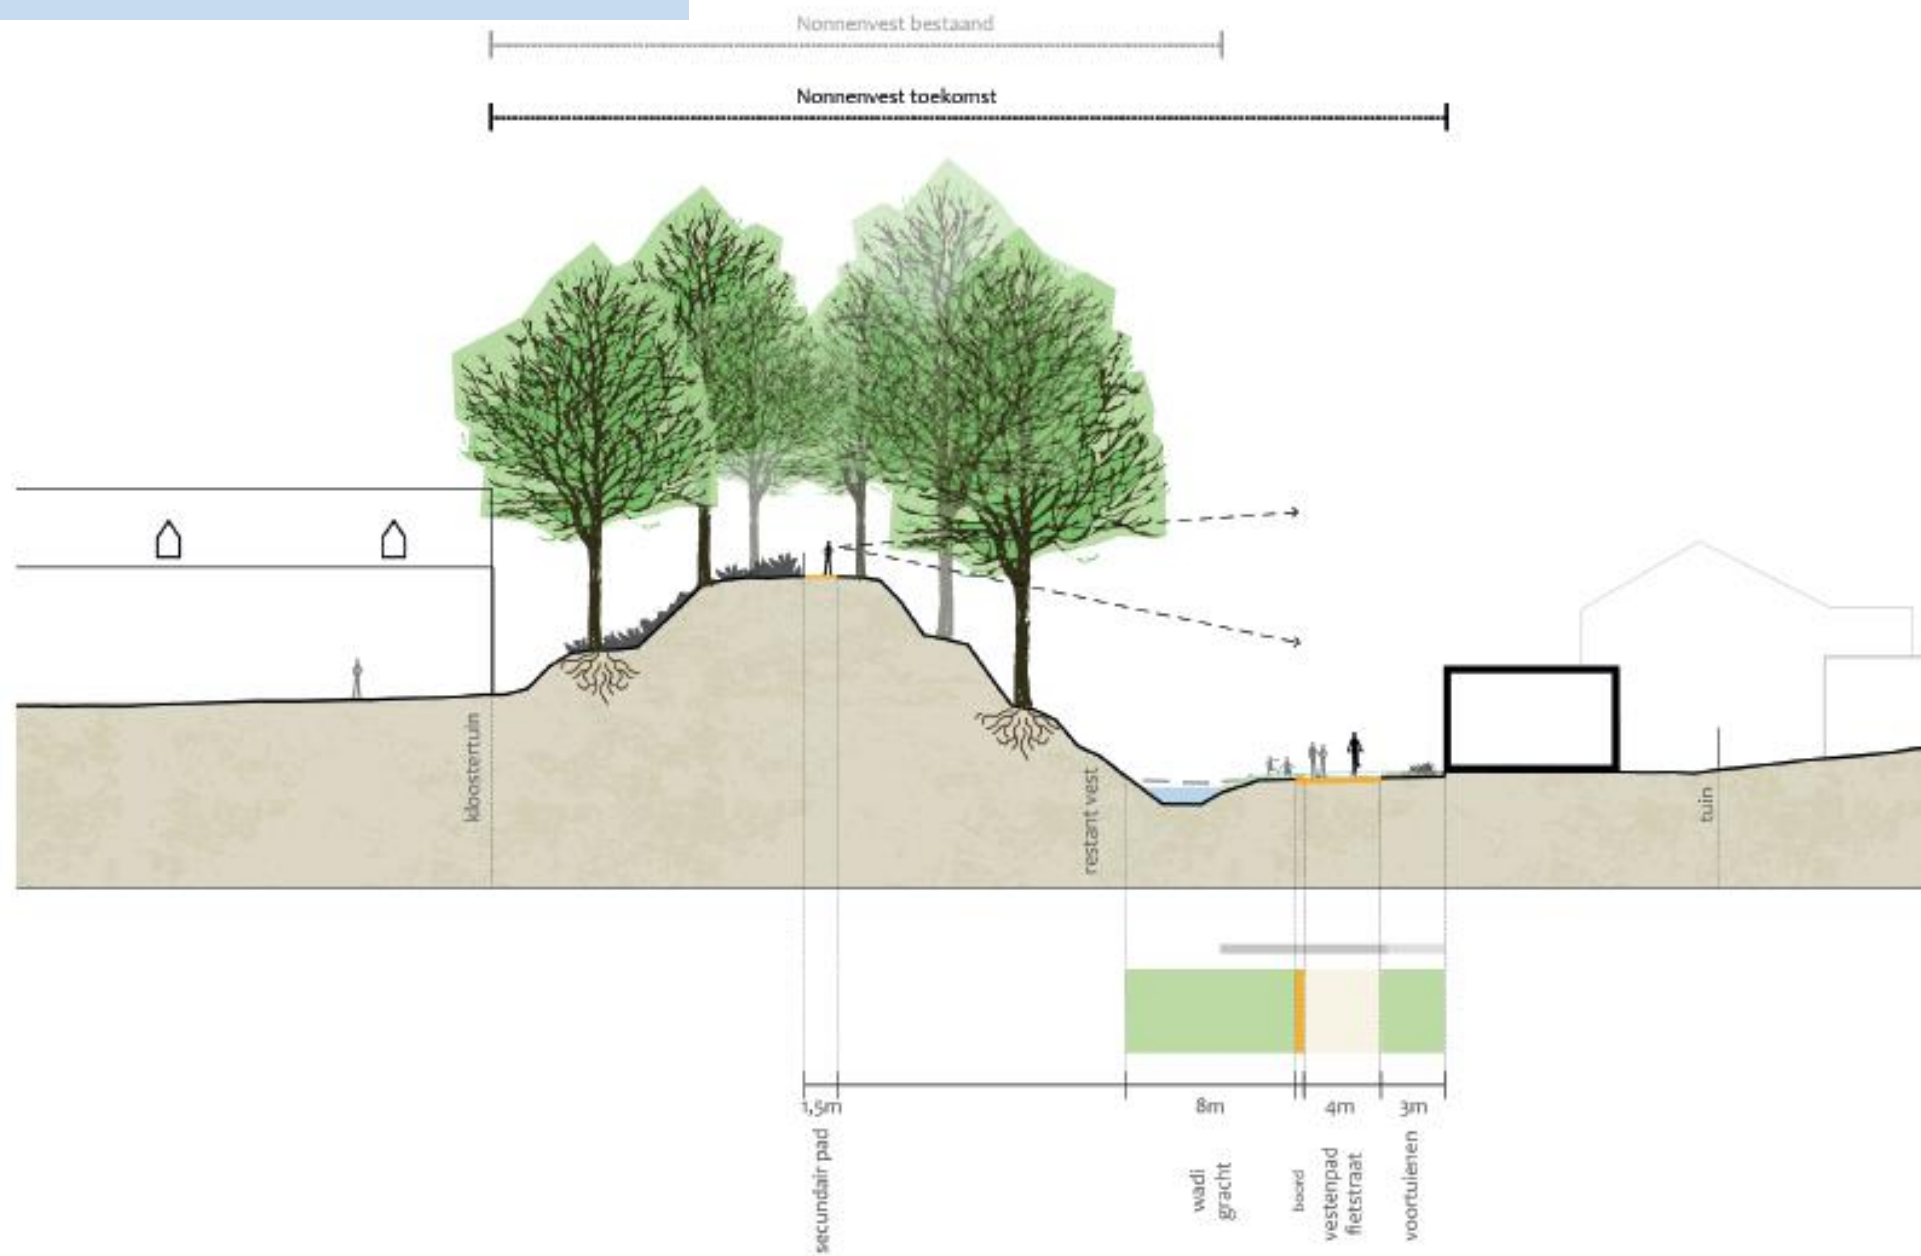 Nonnenvest bestaand
Nonnenvest toekomst
kloostertuin
restant vest
tuin
1,5m
8m
4m
3m
secundair pad
wadi
gracht
boord
vestenpad
fietstraat
voortuienen